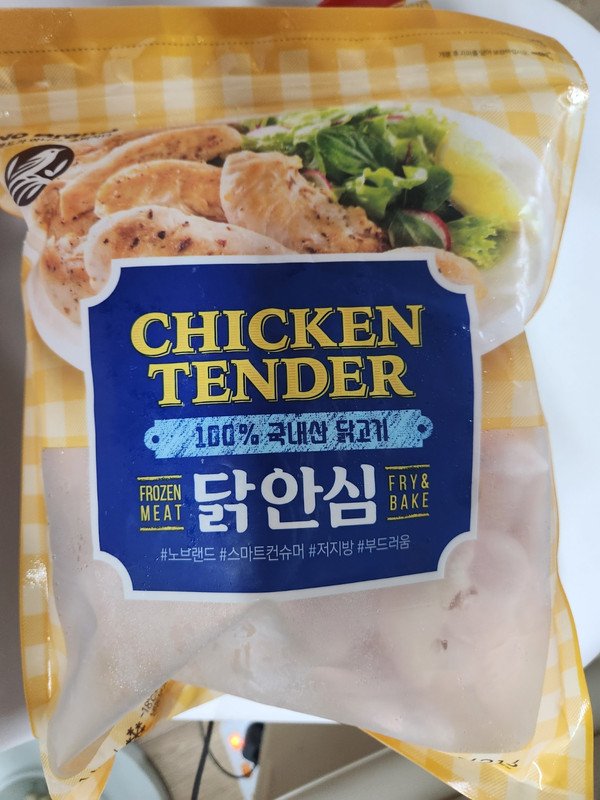 CHICKEN
TENDER
100% 국내산 닭고기
FROZEN
MEAT
닭안심
FRY &
BAKE
#노브랜드 #스마트컨슈머 #저지방 #부드러움